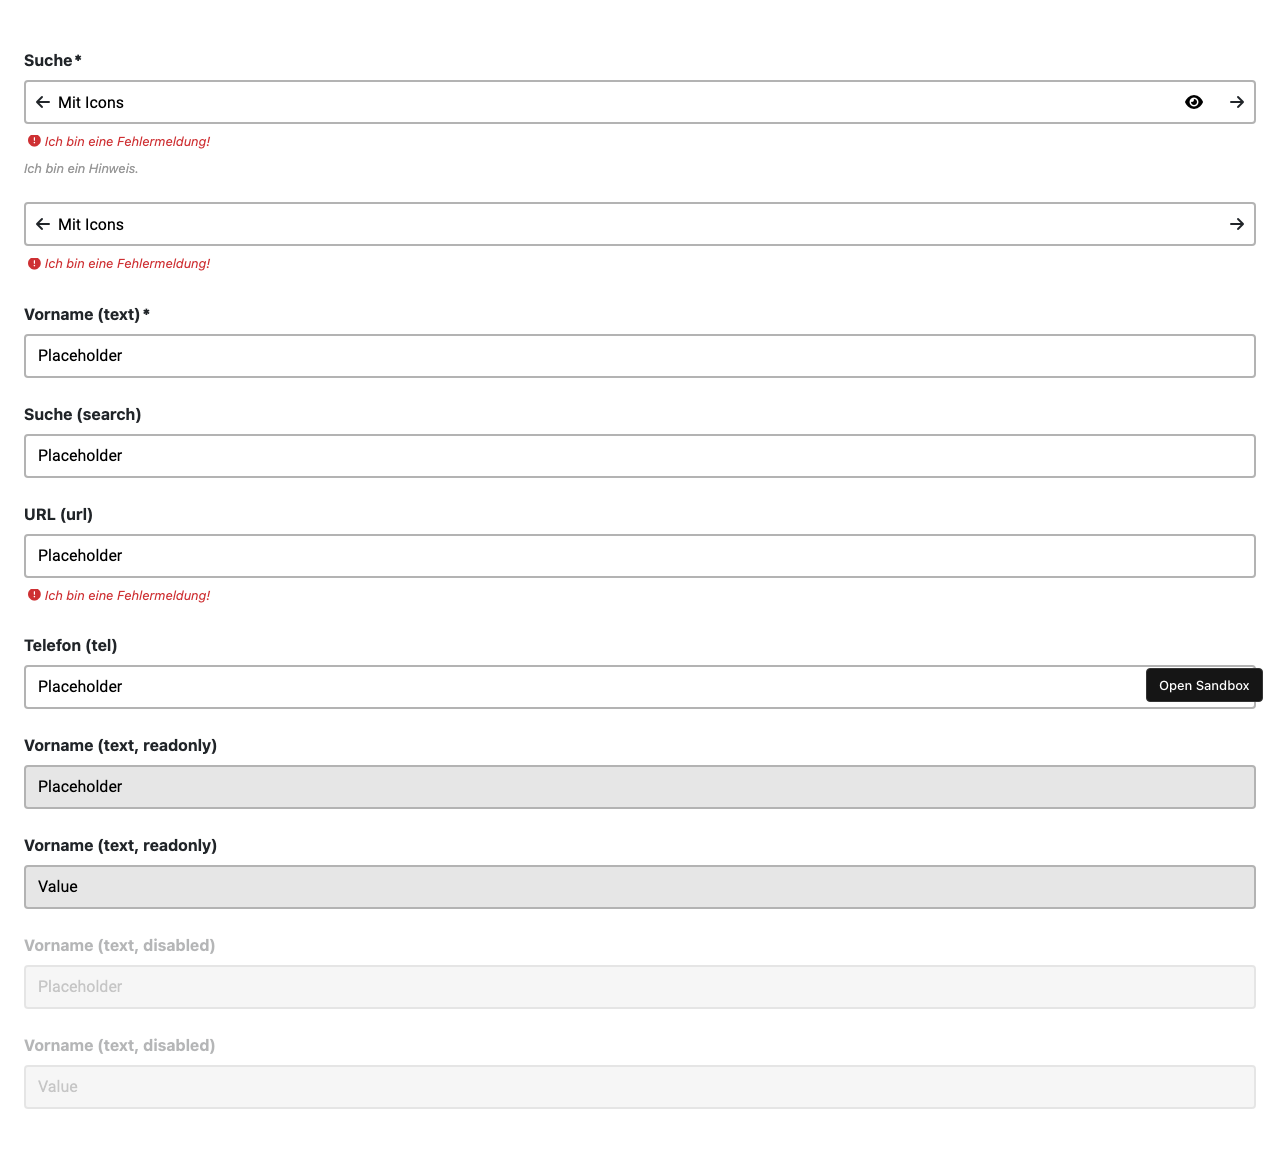 Suche*
Mit Icons
Ich bin eine Fehlermeldung!
Ich bin ein Hinweis.
Mit Icons
Ich bin eine Fehlermeldung!
Vorname (text)*
Placeholder
Suche (search)
Placeholder
URL (url)
Placeholder
Ich bin eine Fehlermeldung!
Telefon (tel)
Placeholder
Open Sandbox
Vorname (text, readonly)
Placeholder
Vorname (text, readonly)
Value
Vorname (text, disabled)
Placeholder
Vorname (text, disabled)
Value